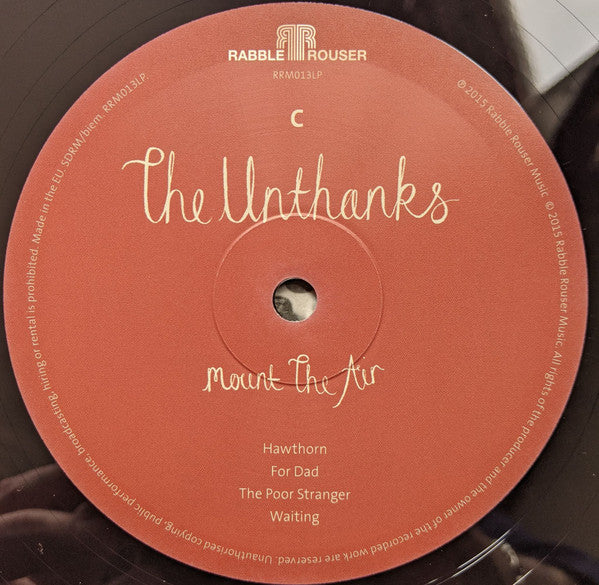 RABBLE ROUSER
RRM013LP
C
The Unthanks
Mount The Air
Hawthorn
For Dad
The Poor Stranger
Waiting
℗ 2015 Rabble Rouser Music © 2015 Rabble Rouser Music. All rights of the producer and the owner of the recorded work are reserved. Unauthorised copying, public performance, broadcasting, hiring or rental is prohibited. Made in the EU. SDRM/biem. RRM013LP